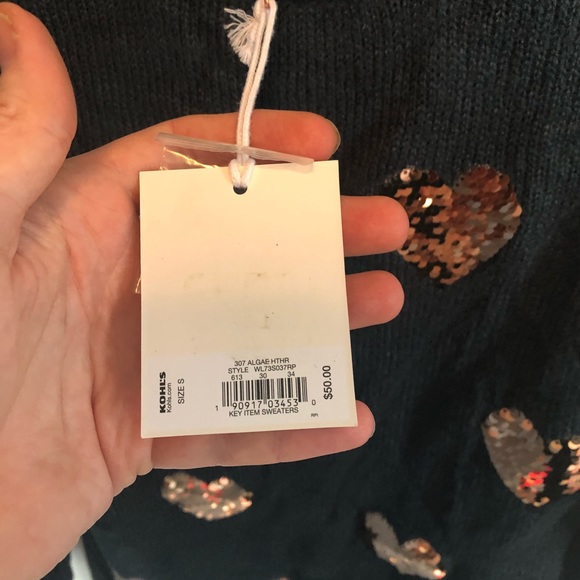 307 ALGAE HTHR
STYLE WL73S037RP
613 30 34
KOHL'S
Kohls.com
SIZE S
$50.00
1 90917 03453 0
KEY ITEM SWEATERS
RPI